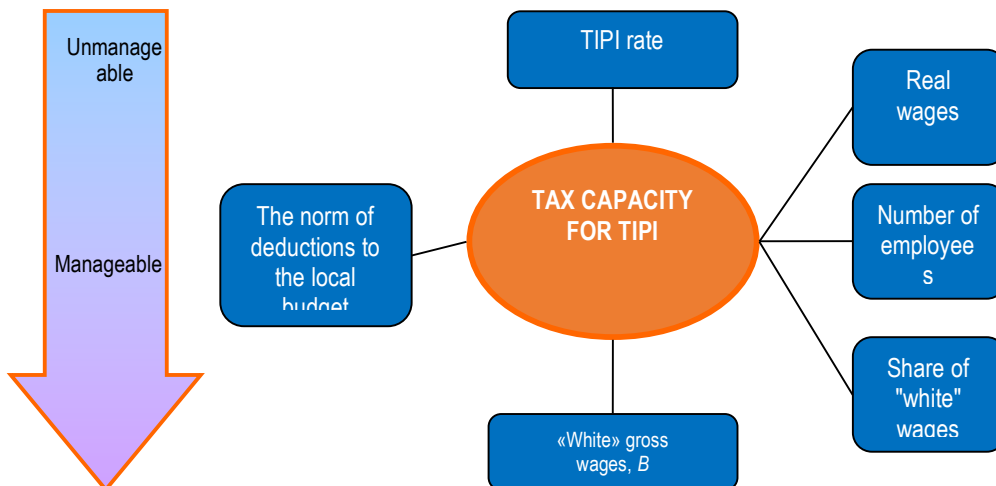 Unmanage
able
Manageable
TIPI rate
The norm of
deductions to
the local
budget
TAX CAPACITY
FOR TIPI
«White» gross
wages, B
Real
wages
Number of
employee
s
Share of
"white"
wages